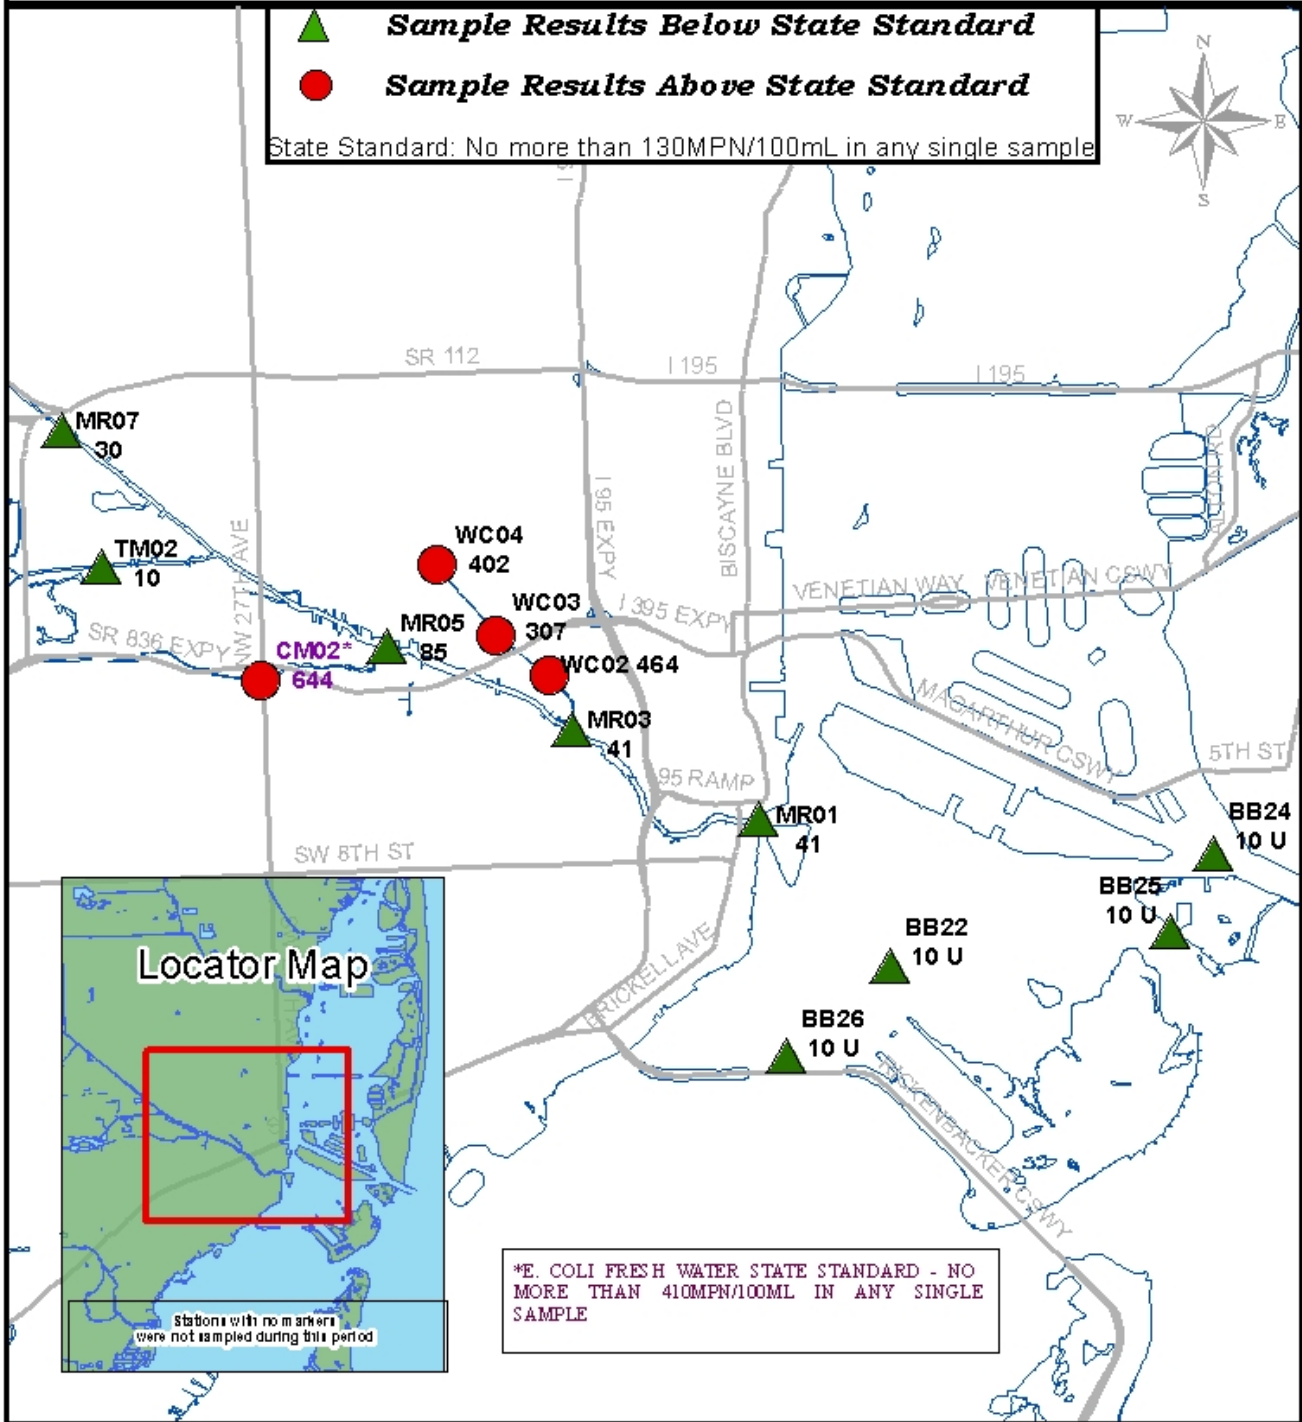 Sample Results Below State Standard
Sample Results Above State Standard
State Standard: No more than 130MPN/100mL in any single sample
N
W
E
S
SR 112
I 195
I 195
MR07
30
BISCAYNE BLVD
I 95 EXPY
NW 27TH AVE
WC04
402
TM02
10
VENETIAN WAY
VENETIAN CSWY
WC03
307
I 395 EXPY
MR05
85
SR 836 EXPY
CM02*
644
WC02 464
MACARTHUR CSWY
MR03
41
5TH ST
95 RAMP
MR01
41
BB24
10 U
SW 8TH ST
BB25
10 U
BB22
10 U
BRICKELL AVE
Locator Map
BB26
10 U
RICKENBACKER CSWY
*E. COLI FRESH WATER STATE STANDARD - NO
MORE THAN 410MPN/100ML IN ANY SINGLE
SAMPLE
Stations with no markers
were not sampled during this period